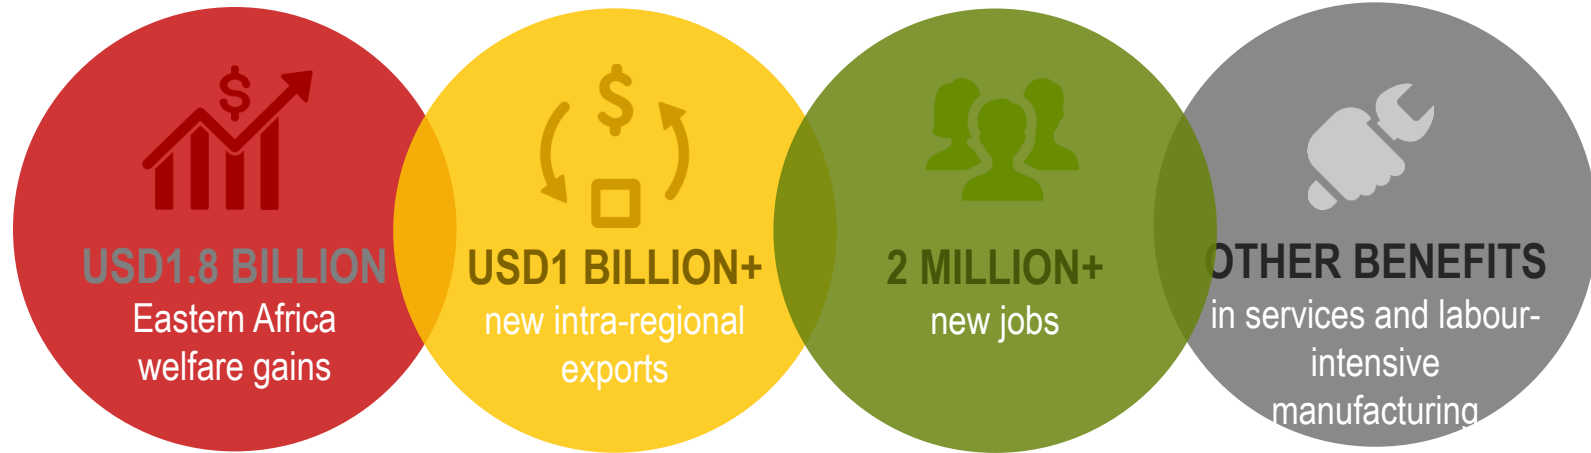 USD1.8 BILLION
Eastern Africa
welfare gains
USD1 BILLION+
new intra-regional
exports
2 MILLION+
new jobs
OTHER BENEFITS
in services and labour-
intensive
manufacturing